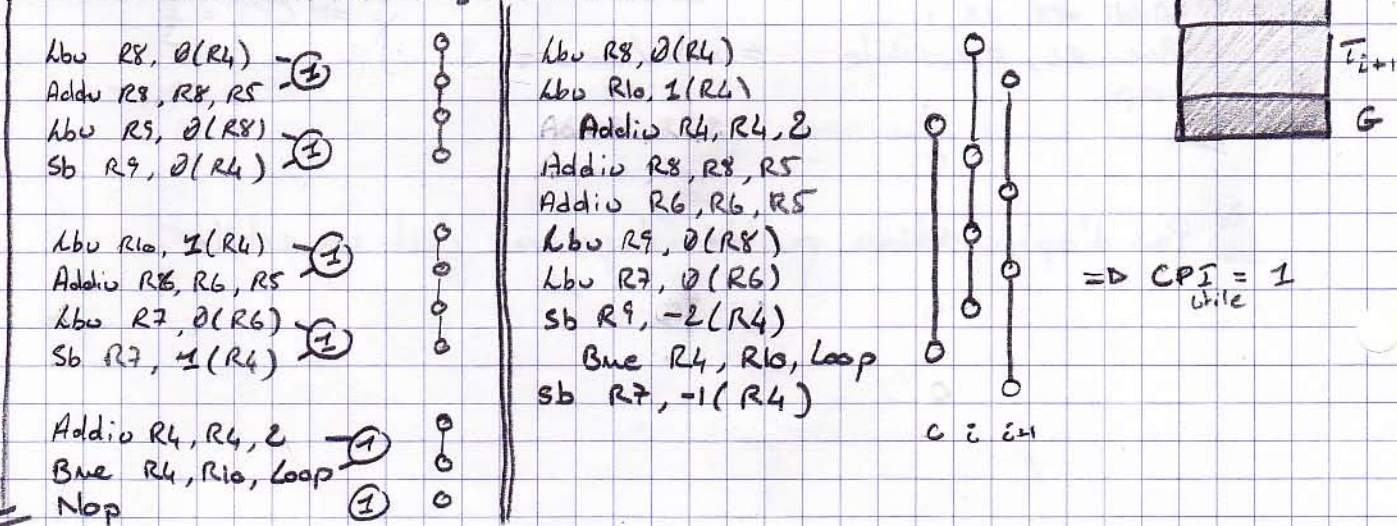 Lbu R8, 0(R4)
Addu R8, R8, R5
1
Lbu R9, 0(R8)
Sb R9, 0(R4)
1
Lbu R10, 1(R4)
Addiu R6, R6, R5
1
Lbu R7, 0(R6)
Sb R7, 1(R4)
1
Addiu R4, R4, 2
Bne R4, R10, Loop
1
Nop
1
Lbu R8, 0(R4)
Lbu R10, 1(R4)
Addiu R4, R4, 2
Addiu R8, R8, R5
Addiu R6, R6, R5
Lbu R9, 0(R8)
Lbu R7, 0(R6)
Sb R9, -2(R4)
Bne R4, R10, Loop
Sb R7, -1(R4)
c i i+1
=> CPI utile = 1
Ti+1
G